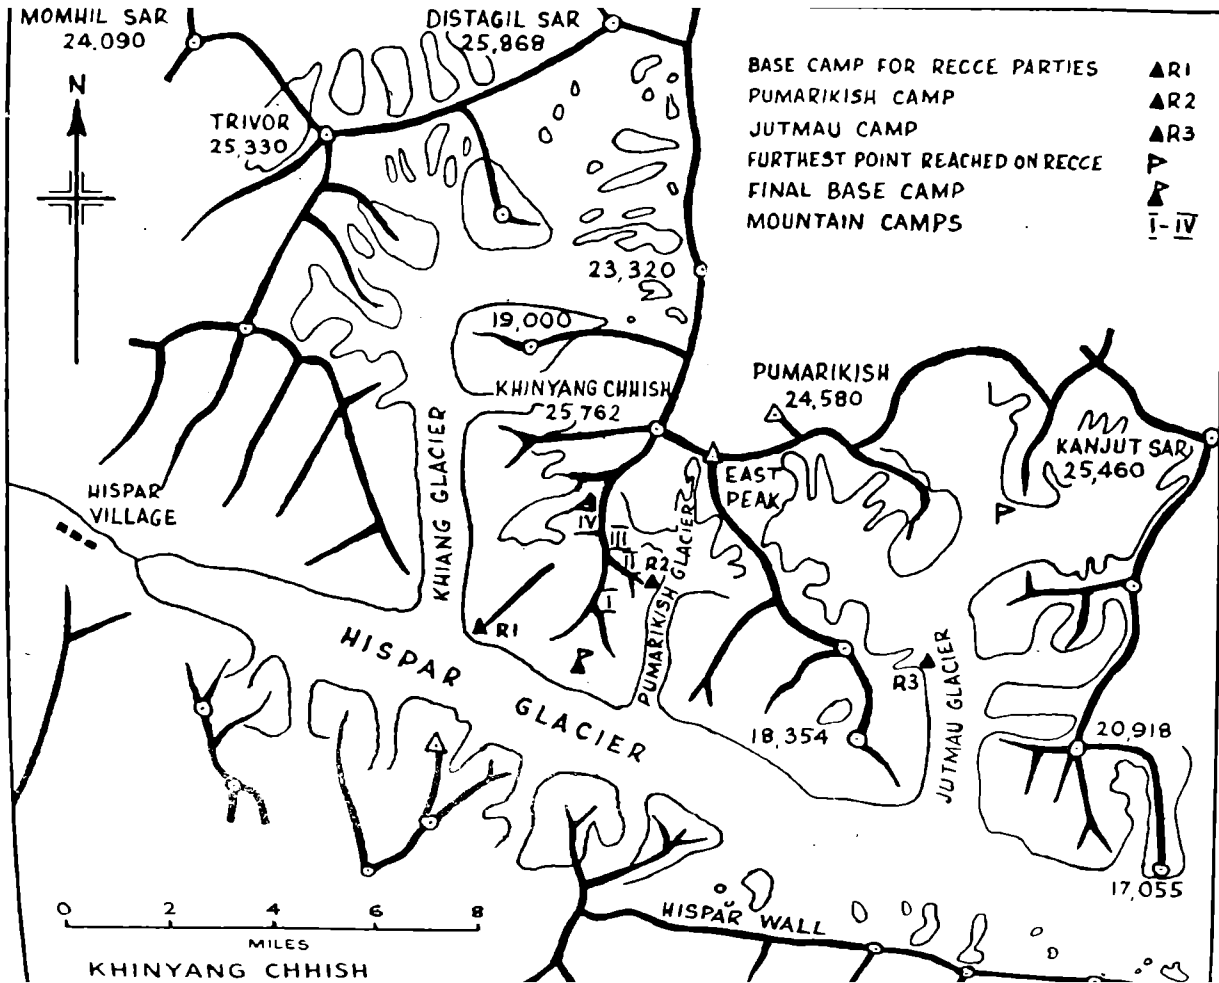 MOMHIL SAR
24,090
DISTAGIL SAR
25,868
N
BASE CAMP FOR RECCE PARTIES ▲R1
PUMARIKISH CAMP ▲R2
JUTMAU CAMP ▲R3
FURTHEST POINT REACHED ON RECCE
FINAL BASE CAMP
MOUNTAIN CAMPS I-IV
TRIVOR
25,330
23,320
19,000
KHINYANG CHHISH
25,762
PUMARIKISH
24,580
KANJUT SAR
25,460
EAST
PEAK
HISPAR
VILLAGE
KHIANG GLACIER
IV
III
II
I
R2
R1
PUMARIKISH GLACIER
HISPAR GLACIER
R3
JUTMAU GLACIER
18,354
20,918
17,055
HISPAR WALL
0 2 4 6 8
MILES
KHINYANG CHHISH